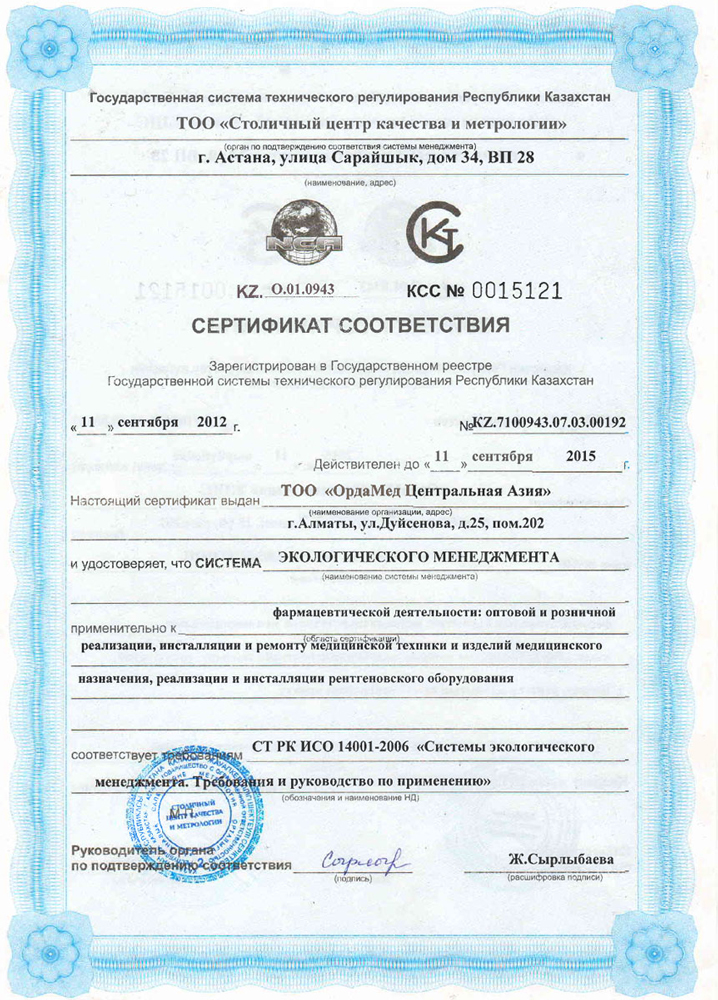 Государственная система технического регулирования Республики Казахстан
ТОО «Столичный центр качества и метрологии»
(орган по подтверждению соответствия системы менеджмента)
г. Астана, улица Сарайшык, дом 34, ВП 28
(наименование, адрес)
NCA
KZ. О.01.0943 КСС № 0015121
СЕРТИФИКАТ СООТВЕТСТВИЯ
Зарегистрирован в Государственном реестре
Государственной системы технического регулирования Республики Казахстан
« 11 » сентября 2012 г. №KZ.7100943.07.03.00192
Действителен до « 11 » сентября 2015 г.
Настоящий сертификат выдан ТОО «ОрдаМед Центральная Азия»
(наименование организации, адрес)
г.Алматы, ул.Дуйсенова, д.25, пом.202
и удостоверяет, что СИСТЕМА ЭКОЛОГИЧЕСКОГО МЕНЕДЖМЕНТА
(наименование системы менеджмента)
фармацевтической деятельности: оптовой и розничной
применительно к
(область сертификации)
реализации, инсталляции и ремонту медицинской техники и изделий медицинского
назначения, реализации и инсталляции рентгеновского оборудования
соответствует требованиям СТ РК ИСО 14001-2006 «Системы экологического
менеджмента. Требования и руководство по применению»
(обозначения и наименование НД)
СТОЛИЧНЫЙ
ЦЕНТР КАЧЕСТВА
И МЕТРОЛОГИИ
М.П.
Руководитель органа
по подтверждению соответствия Ж.Сырлыбаева
(подпись) (расшифровка подписи)